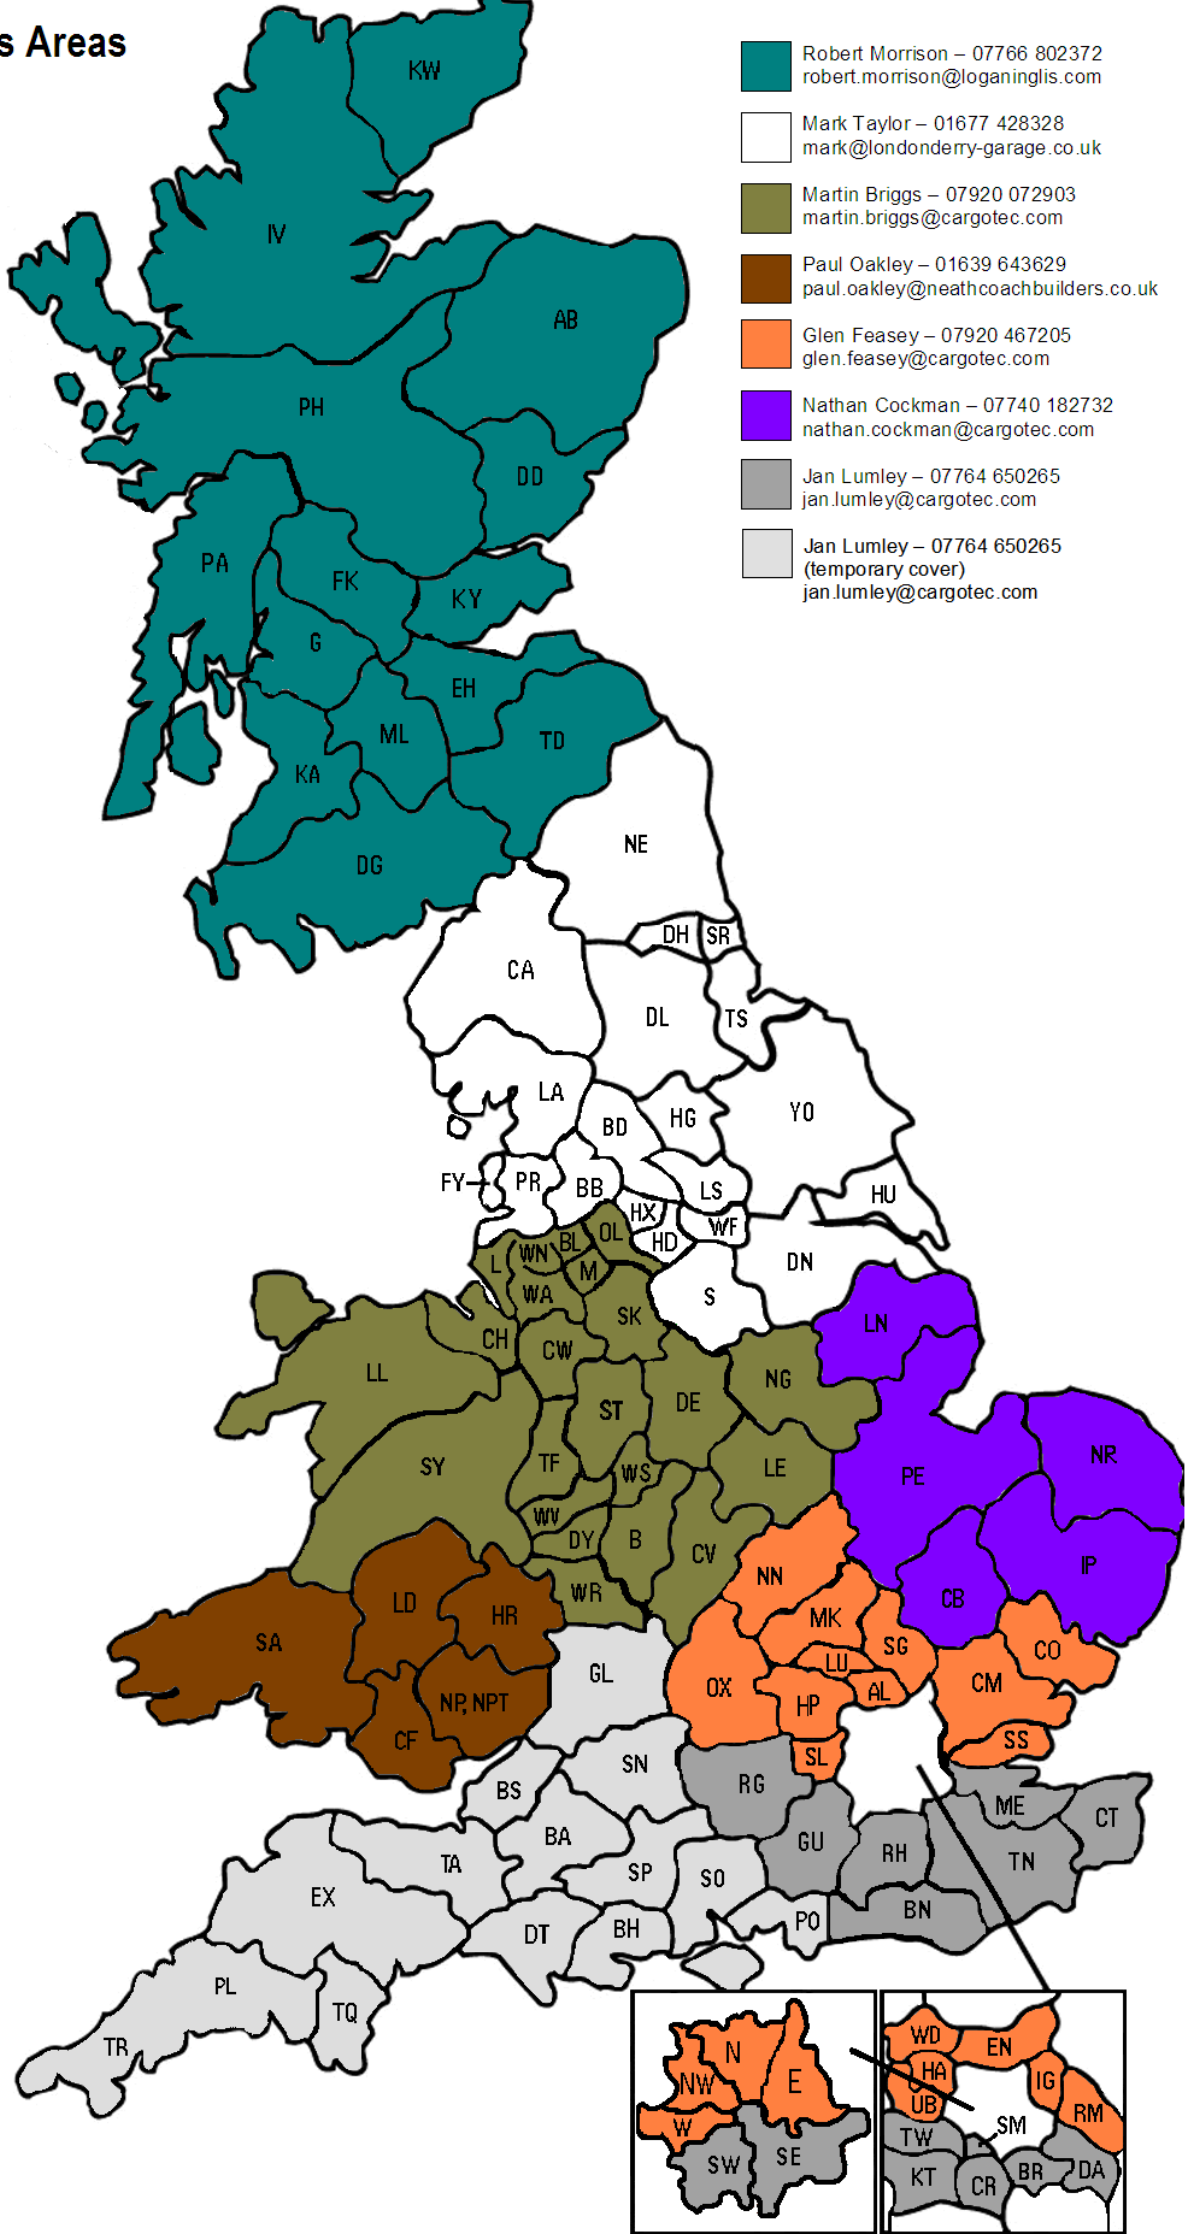 s Areas
Robert Morrison – 07766 802372
robert.morrison@loganinglis.com
Mark Taylor – 01677 428328
mark@londonderry-garage.co.uk
Martin Briggs – 07920 072903
martin.briggs@cargotec.com
Paul Oakley – 01639 643629
paul.oakley@neathcoachbuilders.co.uk
Glen Feasey – 07920 467205
glen.feasey@cargotec.com
Nathan Cockman – 07740 182732
nathan.cockman@cargotec.com
Jan Lumley – 07764 650265
jan.lumley@cargotec.com
Jan Lumley – 07764 650265
(temporary cover)
jan.lumley@cargotec.com
KW
IV
AB
PH
DD
PA
FK
KY
G
EH
ML
TD
KA
DG
NE
DH
SR
CA
DL
TS
LA
HG
YO
BD
FY
PR
BB
LS
HU
HX
WF
HD
OL
BL
WN
L
M
WA
DN
S
SK
LN
CH
CW
LL
NG
DE
ST
SY
TF
WS
LE
PE
NR
WV
DY
B
CV
IP
WR
NN
CB
LD
HR
MK
SG
CO
SA
GL
LU
OX
AL
CM
HP
NP, NPT
CF
SS
SL
SN
BS
RG
ME
CT
BA
GU
RH
TN
TA
SP
SO
EX
BN
PO
DT
BH
PL
TQ
TR
N
NW
E
W
SW
SE
WD
EN
HA
IG
UB
RM
SM
TW
KT
CR
BR
DA